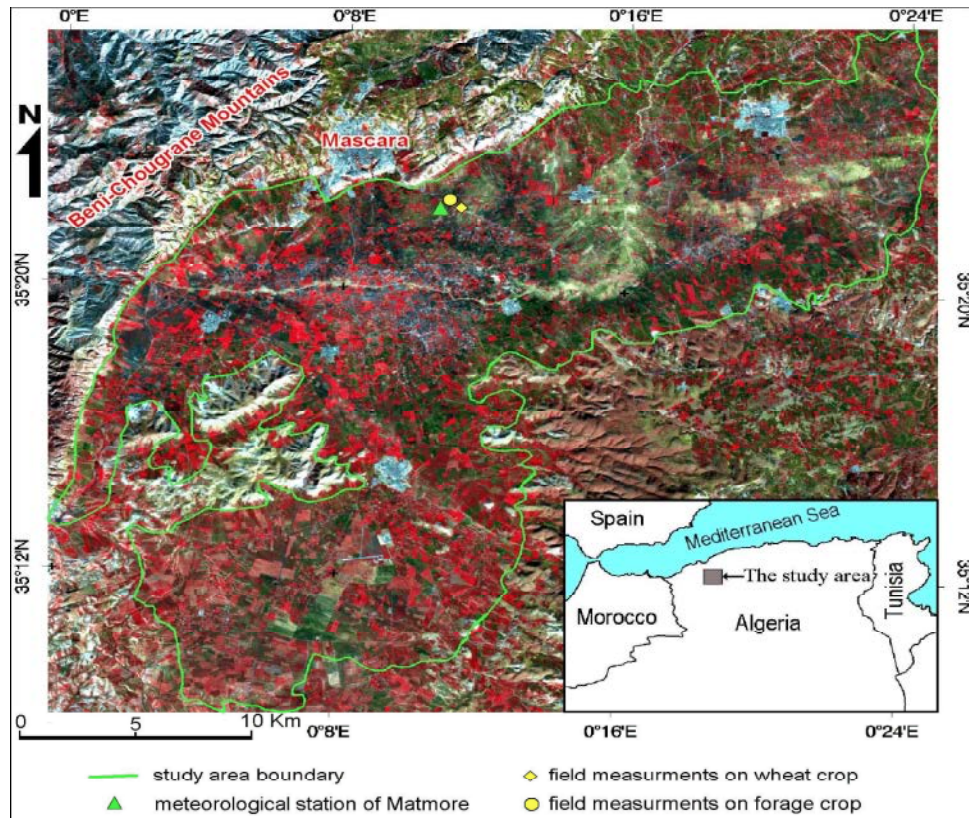 0°E 0°8'E 0°16'E 0°24'E
N
Beni-Chougrane Mountains
Mascara
35°20N
35°20'N
35°12N
35°12'N
Spain
Mediterranean Sea
The study area
Tunisia
Morocco
Algeria
0 5 10 Km
0°8'E 0°16'E 0°24'E
study area boundary
field measurments on wheat crop
meteorological station of Matmore
field measurments on forage crop